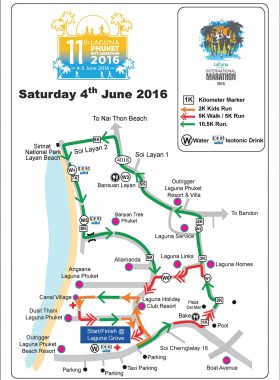 11th LAGUNA
PHUKET
INT'L MARATHON
2016
4-5 June 2016
LAGUNA PHUKET
INTERNATIONAL
MARATHON
2016
Saturday 4th June 2016
1K Kilometer Marker
2K Kids Run
5K Walk / 5K Run
10.5K Run.
W Water Isotonic Drink
To Nai Thon Beach
Sirinat
National Park
Layan Beach
Soi Layan 2
4018
Soi Layan 1
Bansuan Layan
Outrigger
Laguna Phuket
Resort & Villa
To Bandon
Banyan Tree
Phuket
Laguna Service
Allamanda
Laguna Links
Laguna Homes
Angsana
Laguna Phuket
Canal Village
Laguna Holiday
Club Resort
Plaza
Del Mar
Dusit Thani
Laguna Phuket
Start/Finish @
Laguna Grove
Bake
Pool
Outrigger
Laguna Phuket
Beach Resort
Soi Cherngtalay 16
Parking
Taxi Parking
Parking
Boat Avenue